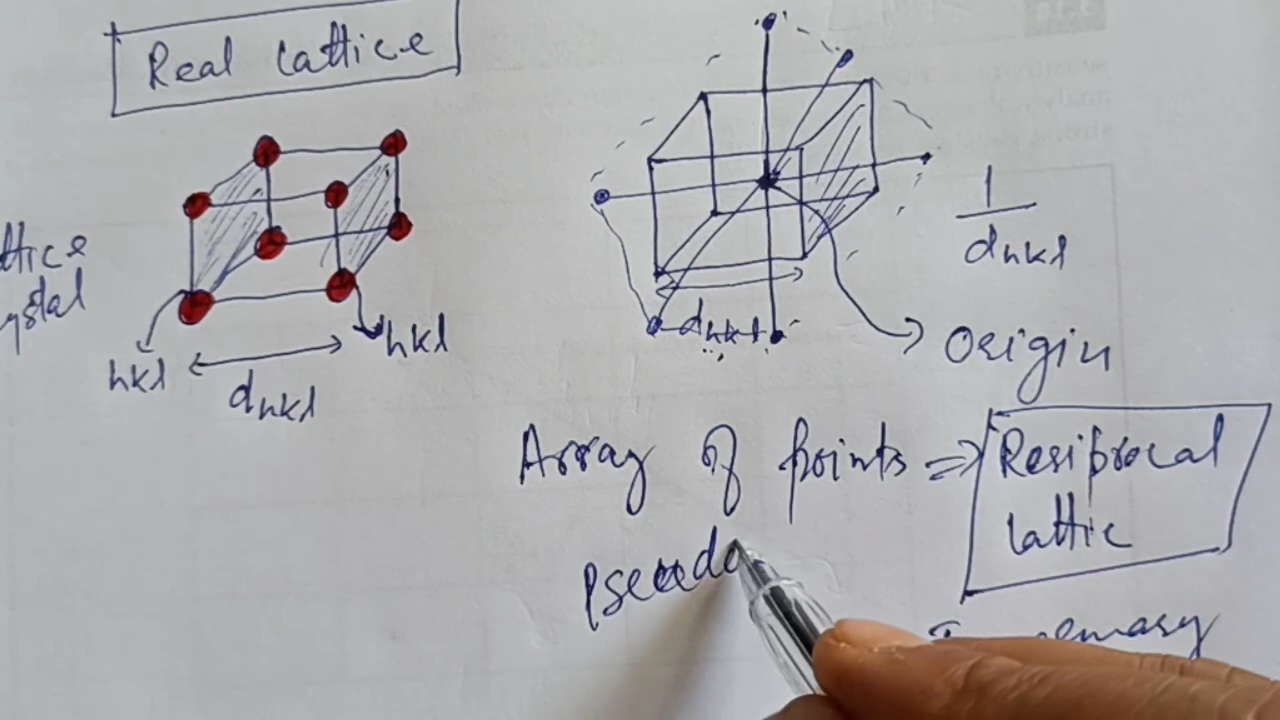 Real lattice
hkl
dhkl
hkl
dhkl
1
dhkl
Origin
Array of points ⇒ Resiprocal
lattic
Pseudo